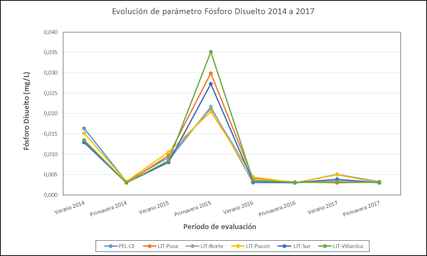 Evolución de parámetro Fósforo Disuelto 2014 a 2017
Fósforo Disuelto (mg/L)
0,040
0,035
0,030
0,025
0,020
0,015
0,010
0,005
0,000
Verano 2014
Primavera 2014
Verano 2015
Primavera 2015
Verano 2016
Primavera 2016
Verano 2017
Primavera 2017
Período de evaluación
PEL-CE LIT-Poza LIT-Norte LIT-Pucon LIT-Sur LIT-Villarrica